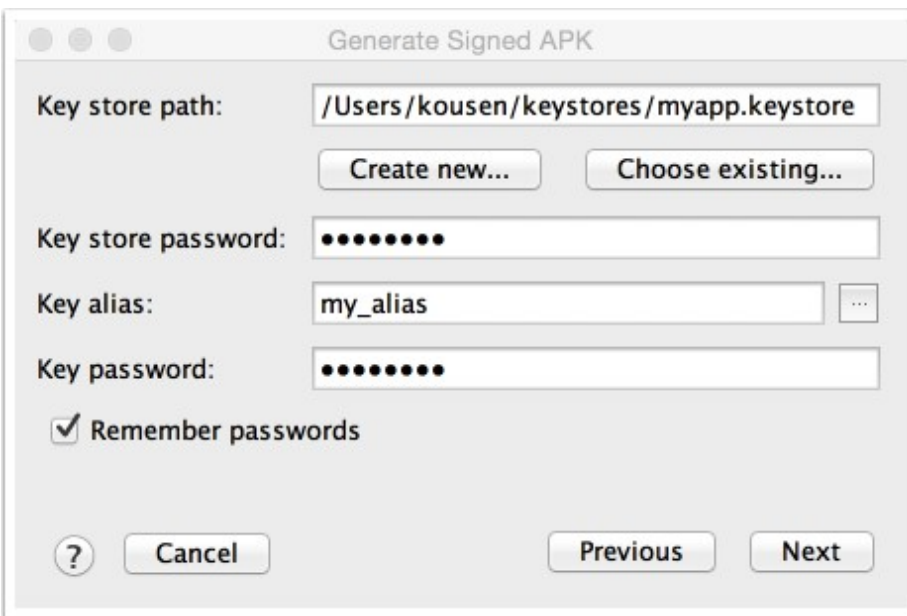 Generate Signed APK
Key store path: /Users/kousen/keystores/myapp.keystore
Create new... Choose existing...
Key store password: ••••••••
Key alias: my_alias ...
Key password: ••••••••
Remember passwords
? Cancel Previous Next